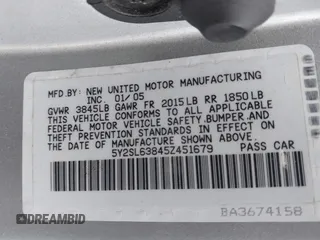 MFD.BY: NEW UNITED MOTOR MANUFACTURING
INC. 01/05
GVWR 3845LB GAWR FR 2015LB RR 1850LB
THIS VEHICLE CONFORMS TO ALL APPLICABLE
FEDERAL MOTOR VEHICLE SAFETY,BUMPER,AND
THEFT PREVENTION STANDARDS IN EFFECT ON
THE DATE OF MANUFACTURE SHOWN ABOVE.
5Y2SL63845Z451679 PASS CAR
BA367415B
DREAMBID